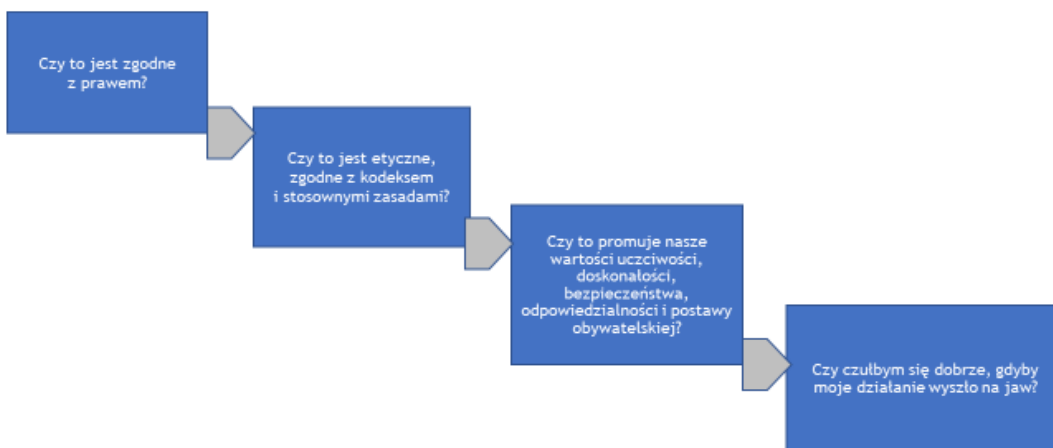 Czy to jest zgodne
z prawem?
Czy to jest etyczne,
zgodne z kodeksem
i stosownymi zasadami?
Czy to promuje nasze
wartości uczciwości,
doskonałości,
bezpieczeństwa,
odpowiedzialności i postawy
obywatelskiej?
Czy czułbym się dobrze, gdyby
moje działanie wyszło na jaw?